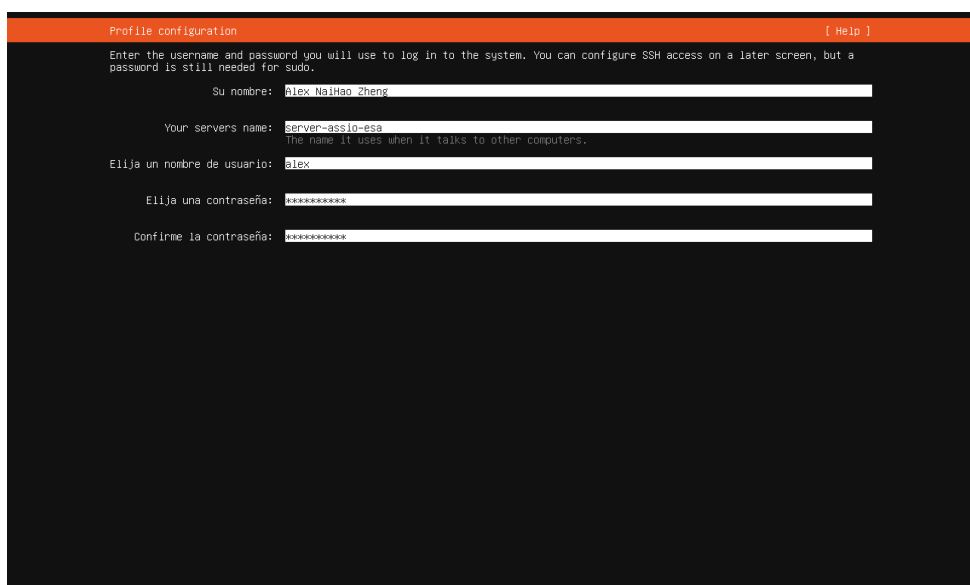 Profile configuration [ Help ]
Enter the username and password you will use to log in to the system. You can configure SSH access on a later screen, but a
password is still needed for sudo.
Su nombre: Alex NaiHao Zheng
Your servers name: server-assio-esa
The name it uses when it talks to other computers.
Elija un nombre de usuario: alex
Elija una contraseña: **********
Confirme la contraseña: **********